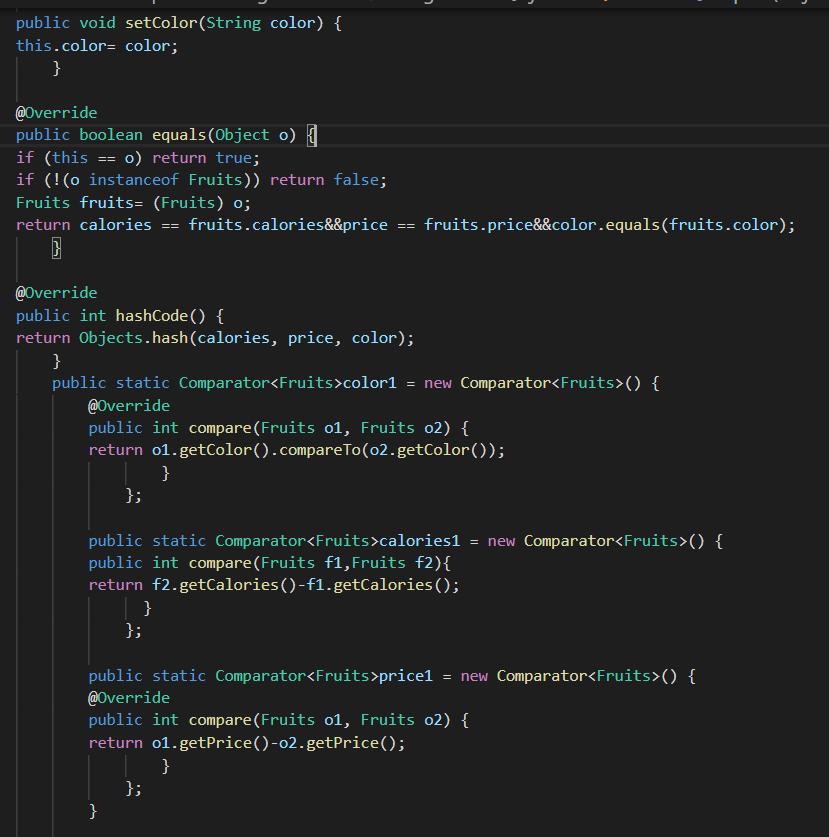 public void setColor(String color) {
this.color= color;
}
@Override
public boolean equals(Object o) {
if (this == o) return true;
if (!(o instanceof Fruits)) return false;
Fruits fruits= (Fruits) o;
return calories == fruits.calories&&price == fruits.price&&color.equals(fruits.color);
}
@Override
public int hashCode() {
return Objects.hash(calories, price, color);
}
public static Comparator<Fruits>color1 = new Comparator<Fruits>() {
@Override
public int compare(Fruits o1, Fruits o2) {
return o1.getColor().compareTo(o2.getColor());
}
};
public static Comparator<Fruits>calories1 = new Comparator<Fruits>() {
public int compare(Fruits f1,Fruits f2){
return f2.getCalories()-f1.getCalories();
}
};
public static Comparator<Fruits>price1 = new Comparator<Fruits>() {
@Override
public int compare(Fruits o1, Fruits o2) {
return o1.getPrice()-o2.getPrice();
}
};
}